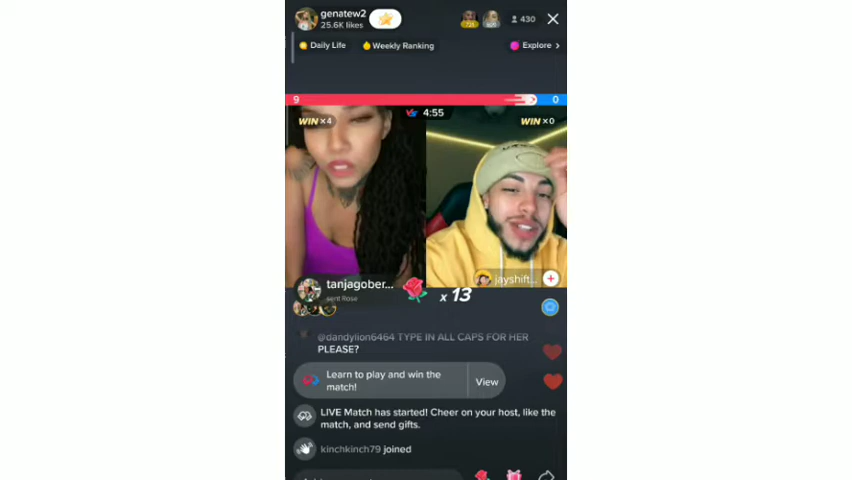 genatew2
25.6K likes
430
Daily Life
Weekly Ranking
Explore >
9
0
4:55
WIN ×4
WIN ×0
tanjagober...
sent Rose
x 13
jayshift...
@dandylion6464 TYPE IN ALL CAPS FOR HER
PLEASE?
Learn to play and win the
match!
View
LIVE Match has started! Cheer on your host, like the
match, and send gifts.
kinchkinch79 joined